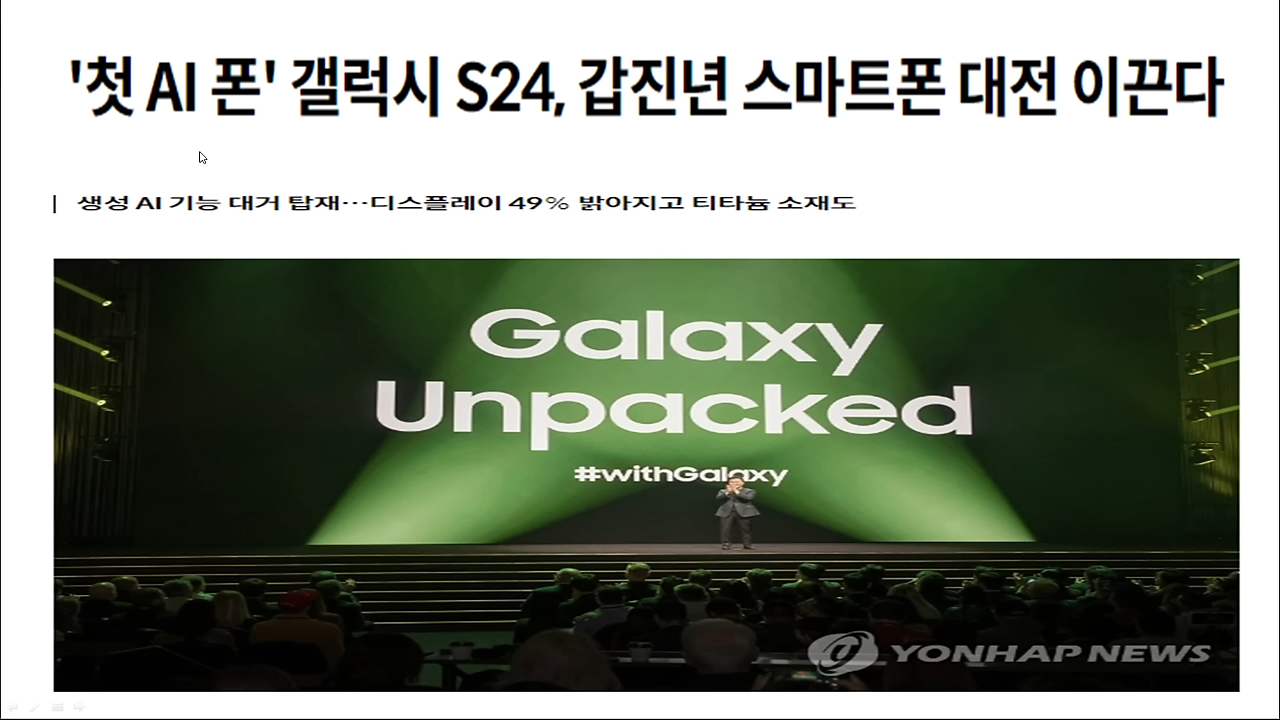 '첫 AI 폰' 갤럭시 S24, 갑진년 스마트폰 대전 이끈다
생성 AI 기능 대거 탑재…디스플레이 49% 밝아지고 티타늄 소재도
Galaxy
Unpacked
#withGalaxy
YONHAP NEWS